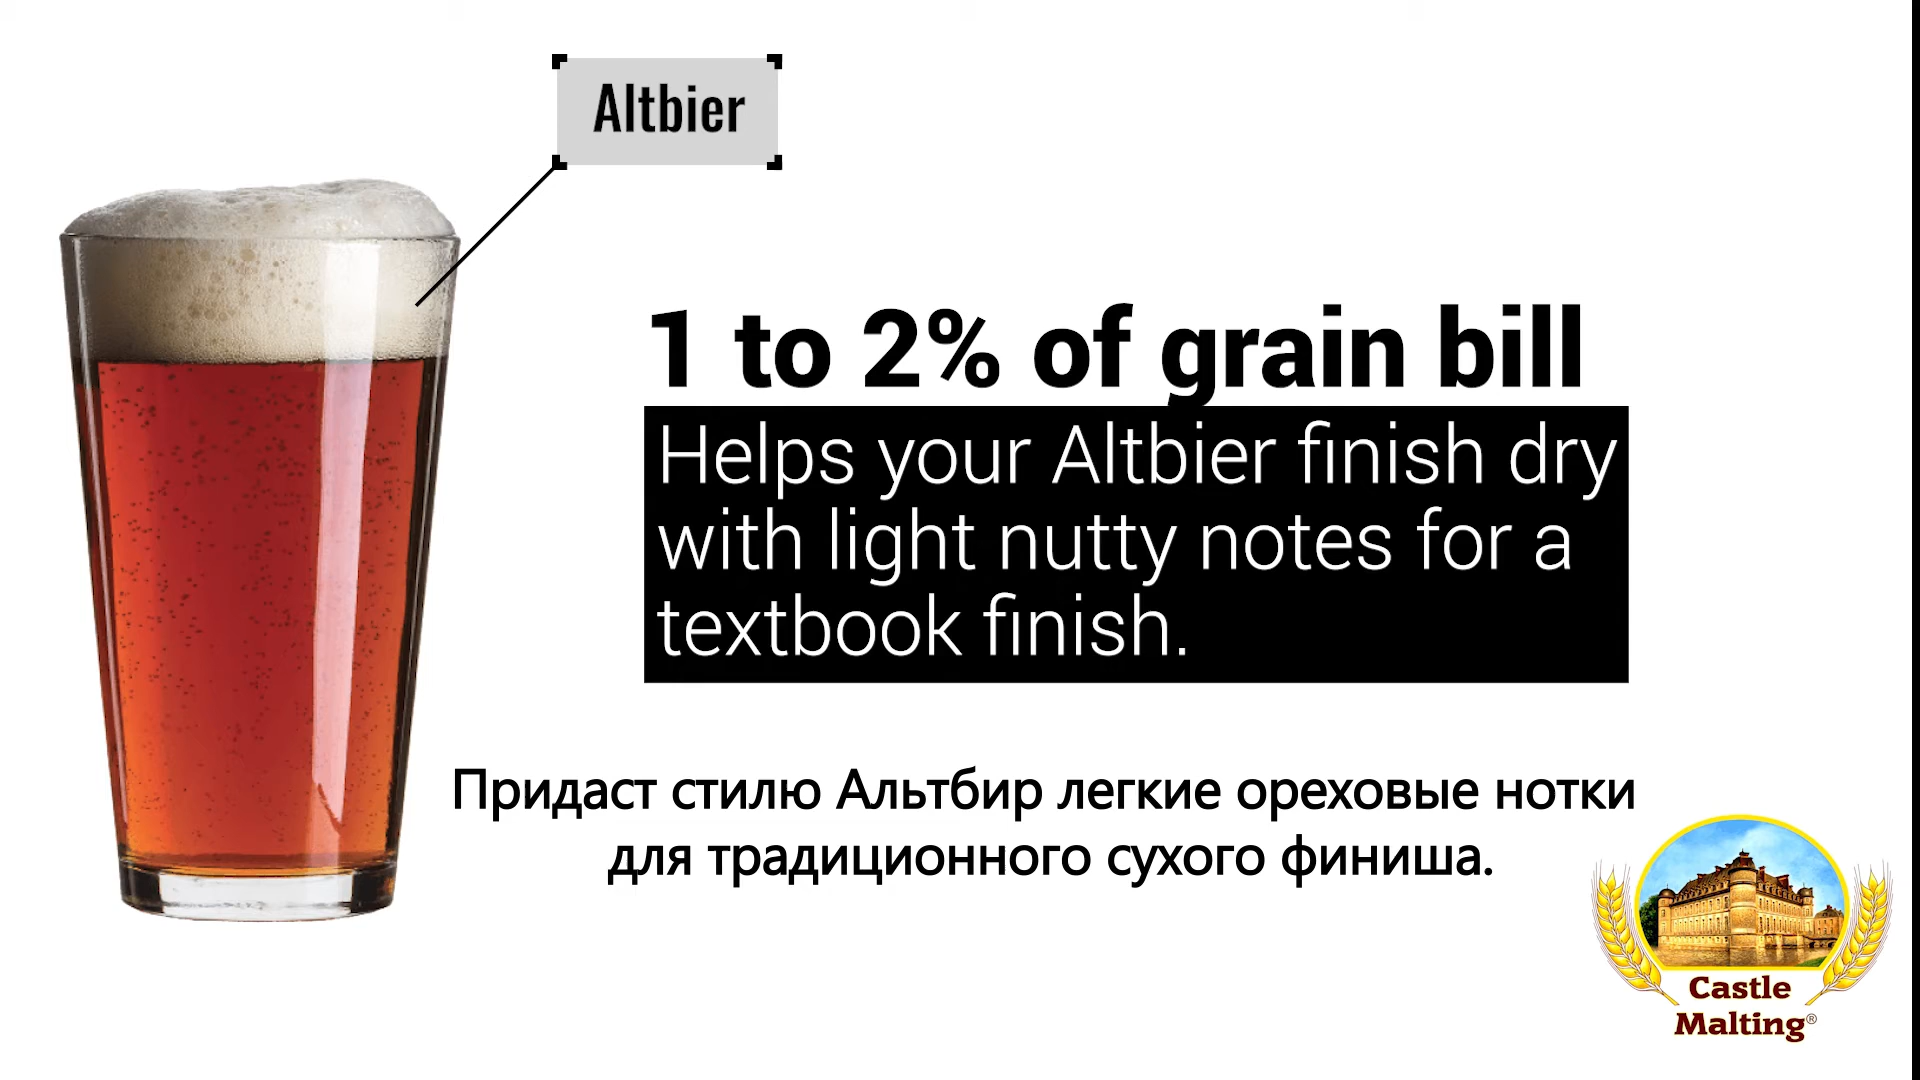 Altbier
1 to 2% of grain bill
Helps your Altbier finish dry
with light nutty notes for a
textbook finish.
Придаст стилю Альтбир легкие ореховые нотки
для традиционного сухого финиша.
Castle
Malting®